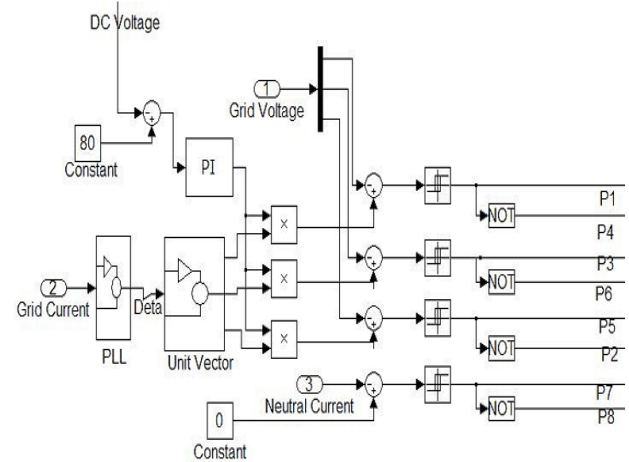 DC Voltage
1
Grid Voltage
80
Constant
PI
×
NOT
P1
P4
×
NOT
P3
P6
2
Grid Current
Deta
PLL
Unit Vector
×
NOT
P5
P2
3
Neutral Current
0
Constant
NOT
P7
P8